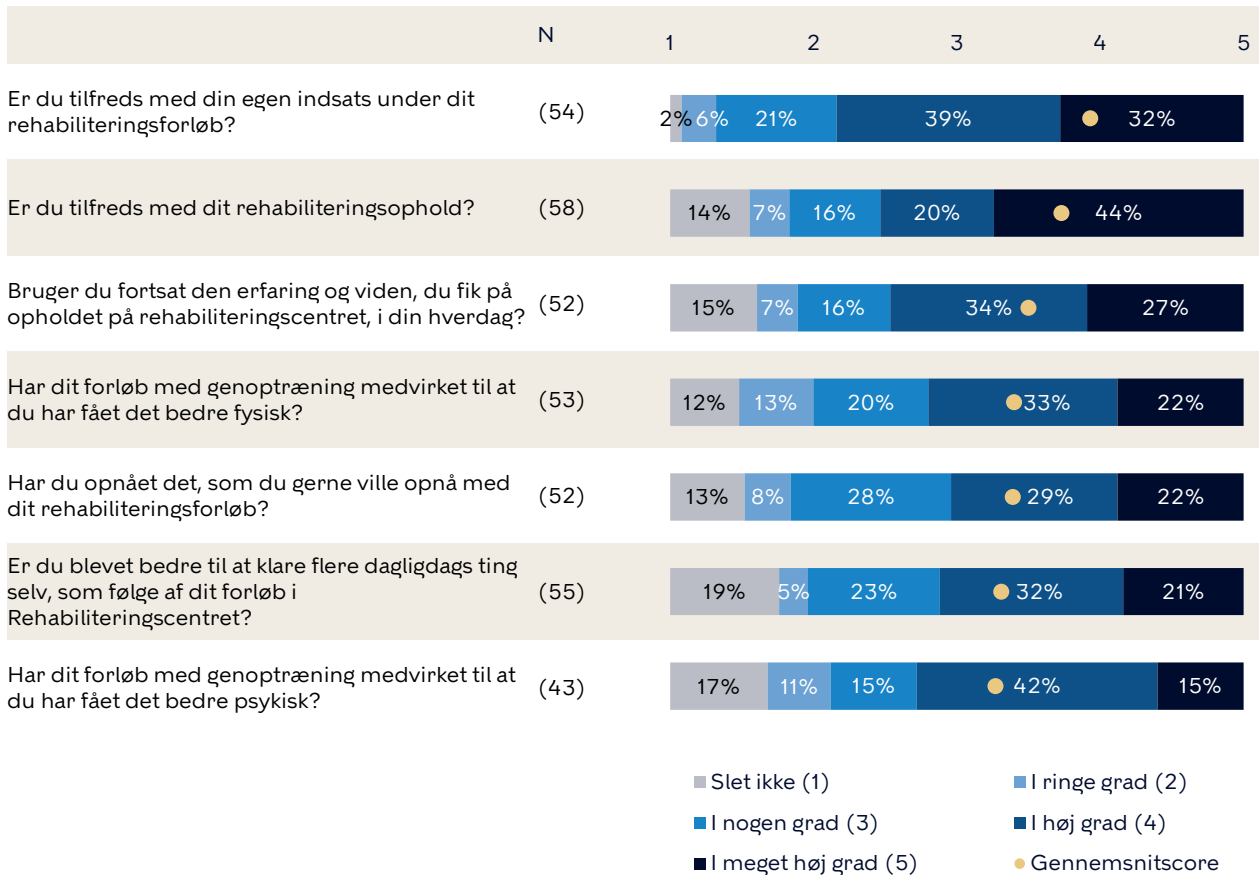 N 1 2 3 4 5
Er du tilfreds med din egen indsats under dit
rehabiliteringsforløb?
(54) 2% 6% 21% 39% 32%
Er du tilfreds med dit rehabiliteringsophold? (58) 14% 7% 16% 20% 44%
Bruger du fortsat den erfaring og viden, du fik på
opholdet på rehabiliteringscentret, i din hverdag?
(52) 15% 7% 16% 34% 27%
Har dit forløb med genoptræning medvirket til at
du har fået det bedre fysisk?
(53) 12% 13% 20% 33% 22%
Har du opnået det, som du gerne ville opnå med
dit rehabiliteringsforløb?
(52) 13% 8% 28% 29% 22%
Er du blevet bedre til at klare flere dagligdags ting
selv, som følge af dit forløb i
Rehabiliteringscentret?
(55) 19% 5% 23% 32% 21%
Har dit forløb med genoptræning medvirket til at
du har fået det bedre psykisk?
(43) 17% 11% 15% 42% 15%
Slet ikke (1) I ringe grad (2)
I nogen grad (3) I høj grad (4)
I meget høj grad (5) Gennemsnitscore